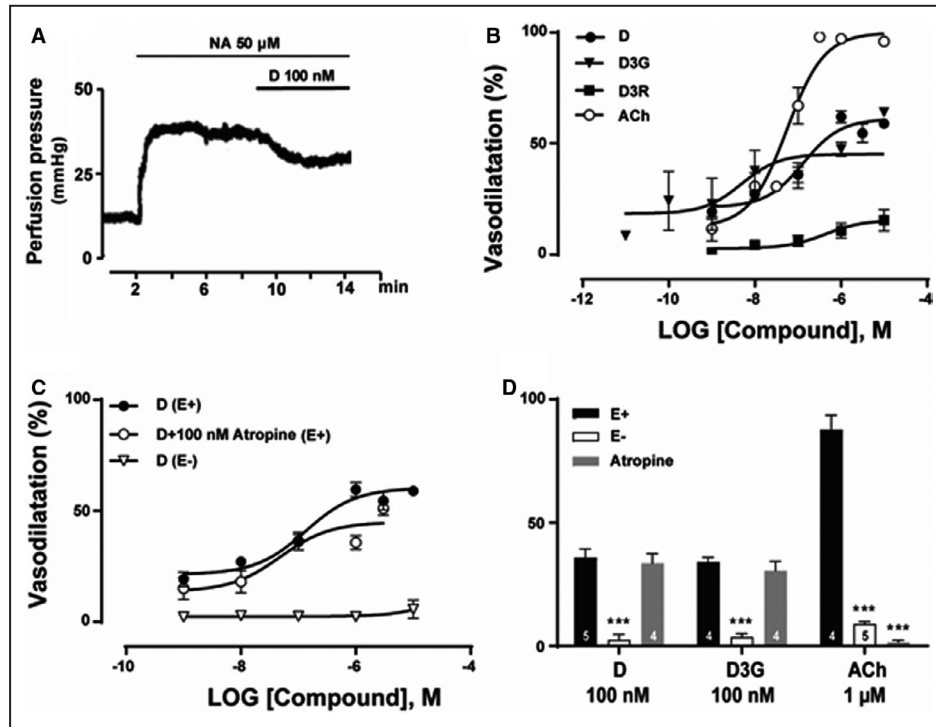 A
NA 50 µM
D 100 nM
50
25
0
Perfusion pressure
(mmHg)
2 6 10 14 min
B
D
D3G
D3R
ACh
100
50
0
Vasodilatation (%)
-12 -10 -8 -6 -4
LOG [Compound], M
C
D (E+)
D+100 nM Atropine (E+)
D (E-)
100
50
0
Vasodilatation (%)
-10 -8 -6 -4
LOG [Compound], M
D
E+
E-
Atropine
100
50
0
*** *** *** ***
5 4 4 4 4 5
D D3G ACh
100 nM 100 nM 1 µM